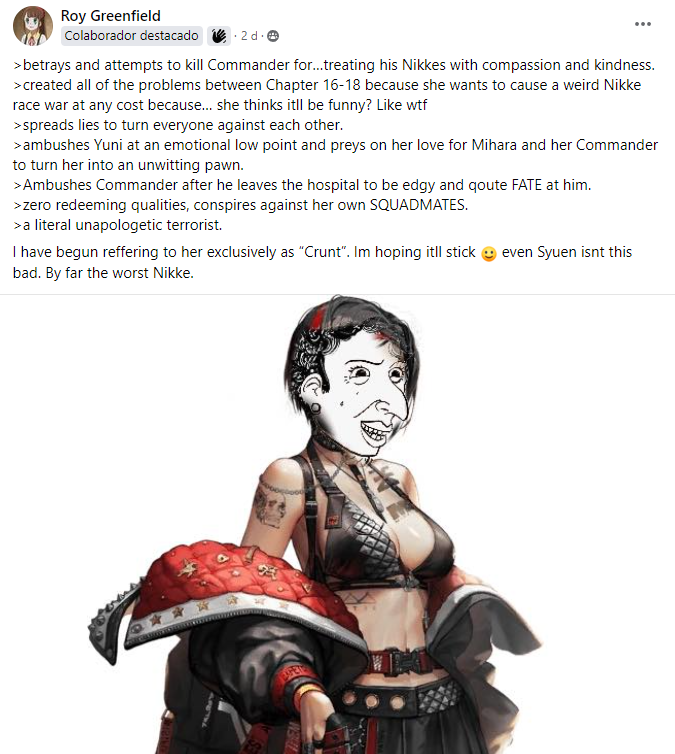 Roy Greenfield
Colaborador destacado · 2 d ·
>betrays and attempts to kill Commander for...treating his Nikkes with compassion and kindness.
>created all of the problems between Chapter 16-18 because she wants to cause a weird Nikke
race war at any cost because... she thinks itll be funny? Like wtf
>spreads lies to turn everyone against each other.
>ambushes Yuni at an emotional low point and preys on her love for Mihara and her Commander
to turn her into an unwitting pawn.
>Ambushes Commander after he leaves the hospital to be edgy and qoute FATE at him.
>zero redeeming qualities, conspires against her own SQUADMATES.
>a literal unapologetic terrorist.
I have begun reffering to her exclusively as "Crunt". Im hoping itll stick 🙂 even Syuen isnt this
bad. By far the worst Nikke.